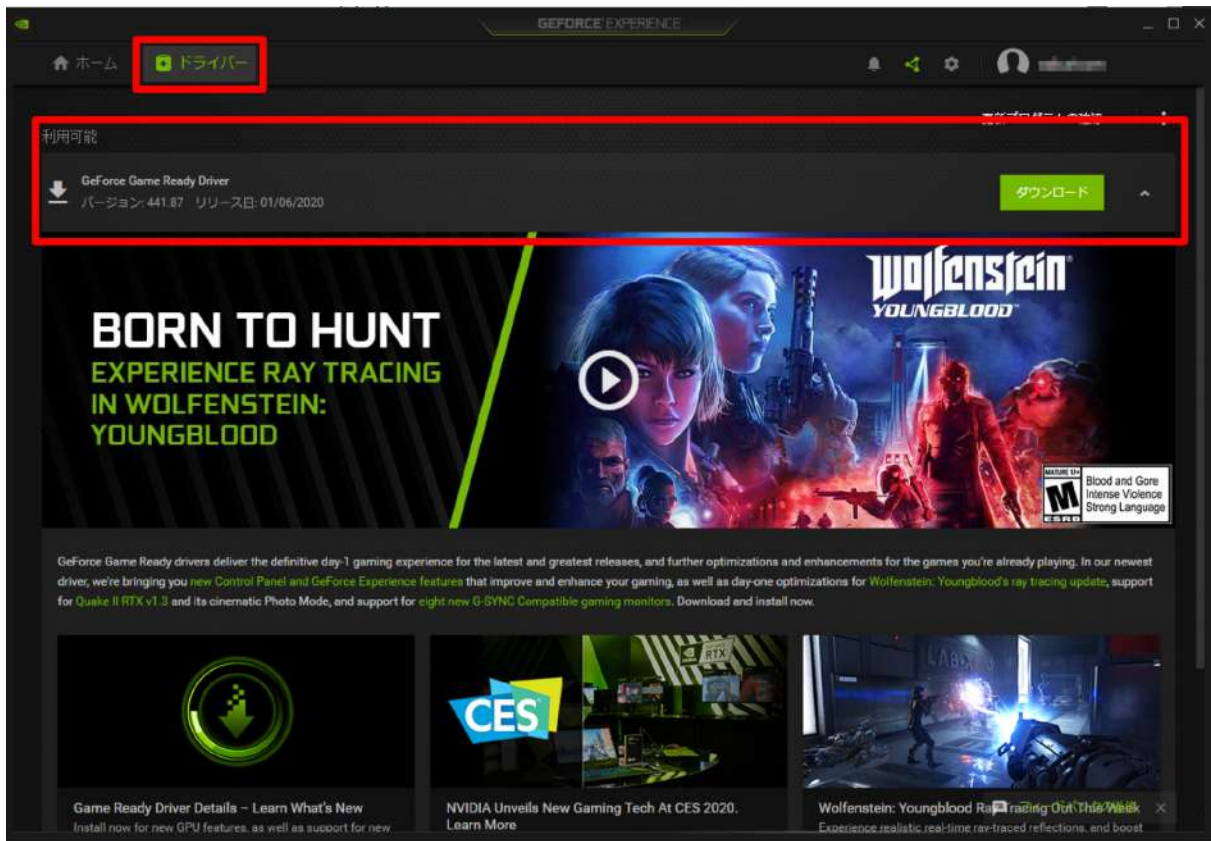 GEFORCE EXPERIENCE
ホーム
ドライバー
利用可能
GeForce Game Ready Driver
バージョン: 441.87 リリース日: 01/06/2020
ダウンロード
BORN TO HUNT
EXPERIENCE RAY TRACING
IN WOLFENSTEIN:
YOUNGBLOOD
Wolfenstein
YOUNGBLOOD
MATURE 17+
M
ESRB
Blood and Gore
Intense Violence
Strong Language
GeForce Game Ready drivers deliver the definitive day-1 gaming experience for the latest and greatest releases, and further optimizations and enhancements for the games you're already playing. In our newest
driver, we're bringing you new Control Panel and GeForce Experience features that improve and enhance your gaming, as well as day-one optimizations for Wolfenstein: Youngblood's ray tracing update, support
for Quake II RTX v1.3 and its cinematic Photo Mode, and support for eight new G-SYNC Compatible gaming monitors. Download and install now.
RTX
CES
Game Ready Driver Details – Learn What's New
Install now for new GPU features, as well as support for new
NVIDIA Unveils New Gaming Tech At CES 2020.
Learn More
Wolfenstein: Youngblood Ray Tracing Out This Week
Experience realistic real-time ray-traced reflections, and boost